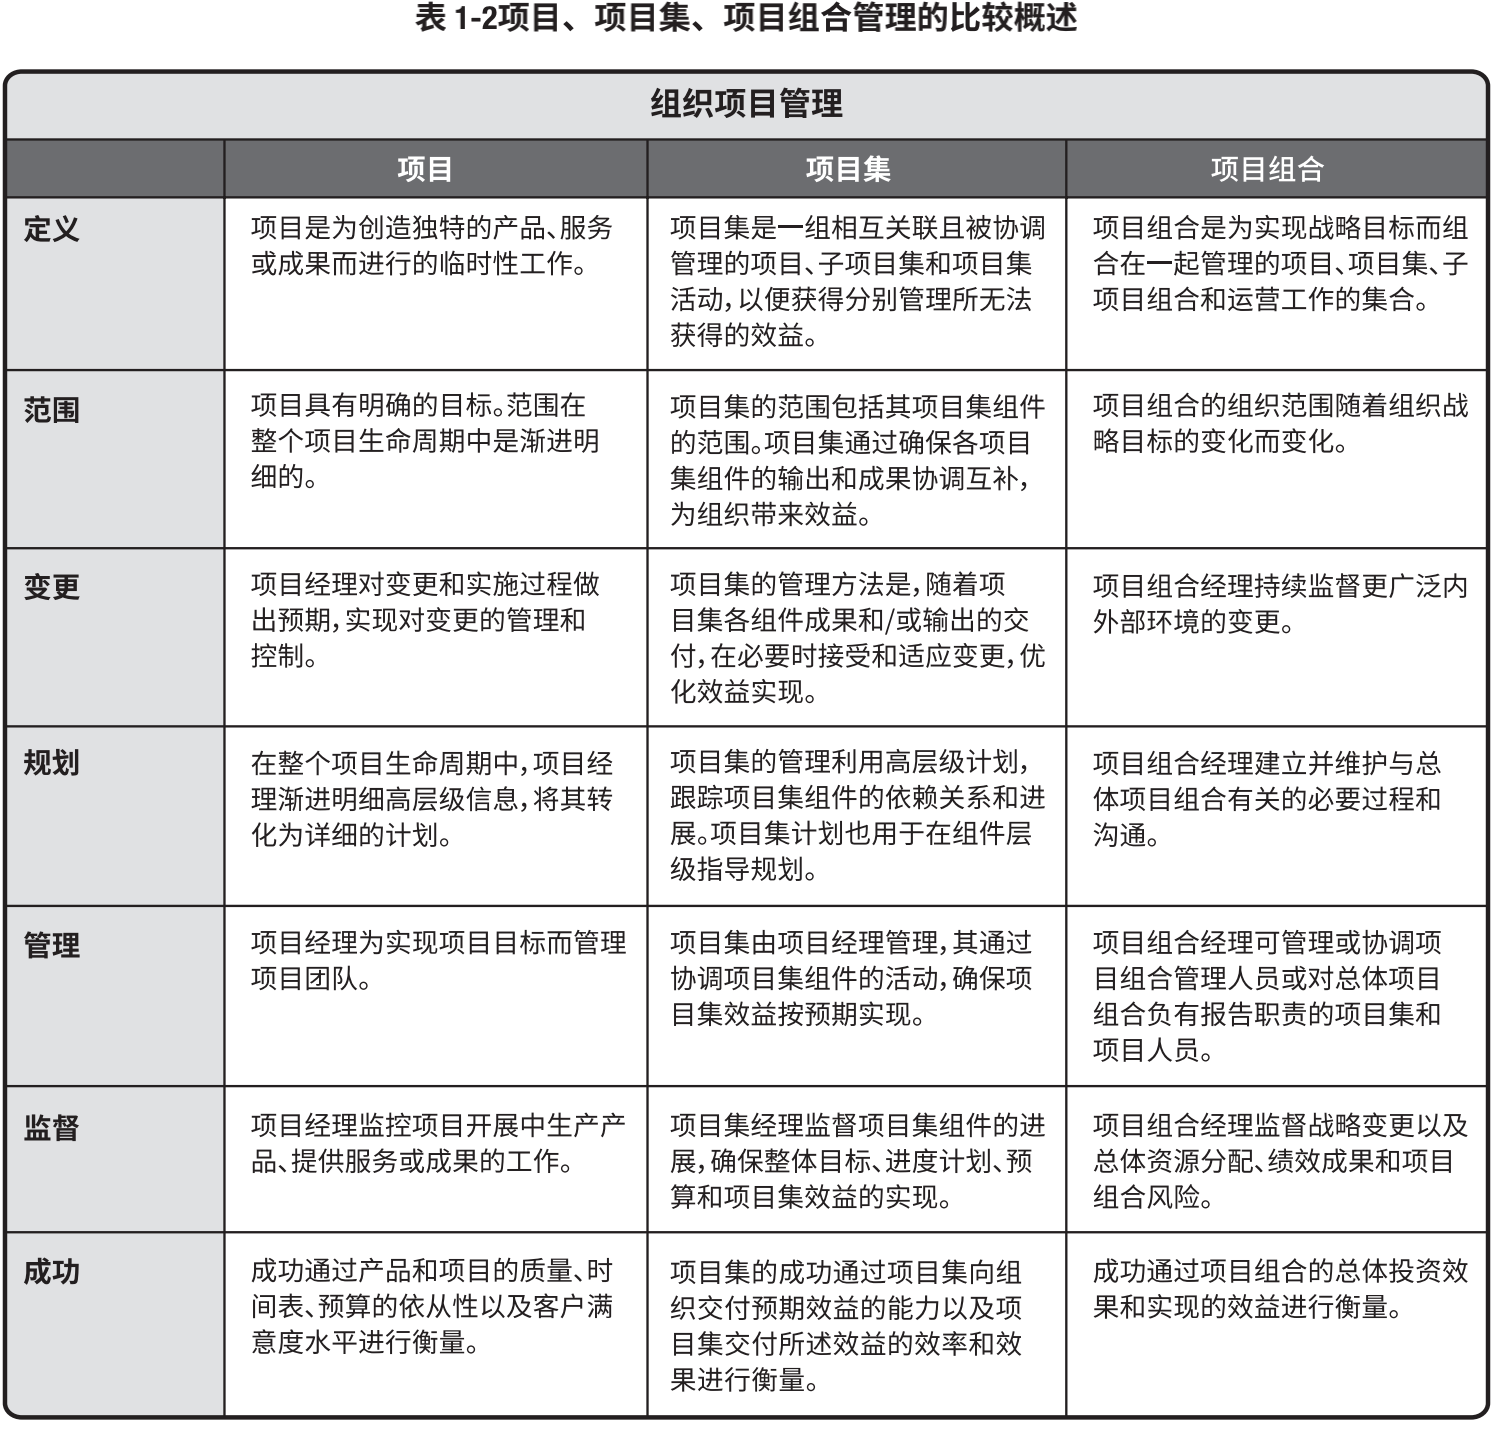 表 1-2项目、项目集、项目组合管理的比较概述
组织项目管理
项目
项目集
项目组合
定义
项目是为创造独特的产品、服务
或成果而进行的临时性工作。
项目集是一组相互关联且被协调
管理的项目、子项目集和项目集
活动，以便获得分别管理所无法
获得的效益。
项目组合是为实现战略目标而组
合在一起管理的项目、项目集、子
项目组合和运营工作的集合。
范围
项目具有明确的目标。范围在
整个项目生命周期中是渐进明
细的。
项目集的范围包括其项目集组件
的范围。项目集通过确保各项目
集组件的输出和成果协调互补，
为组织带来效益。
项目组合的组织范围随着组织战
略目标的变化而变化。
变更
项目经理对变更和实施过程做
出预期，实现对变更的管理和
控制。
项目集的管理方法是，随着项
目集各组件成果和/或输出的交
付，在必要时接受和适应变更，优
化效益实现。
项目组合经理持续监督更广泛内
外部环境的变更。
规划
在整个项目生命周期中，项目经
理渐进明细高层级信息，将其转
化为详细的计划。
项目集的管理利用高层级计划，
跟踪项目集组件的依赖关系和进
展。项目集计划也用于在组件层
级指导规划。
项目组合经理建立并维护与总
体项目组合有关的必要过程和
沟通。
管理
项目经理为实现项目目标而管理
项目团队。
项目集由项目经理管理，其通过
协调项目集组件的活动，确保项
目集效益按预期实现。
项目组合经理可管理或协调项
目组合管理人员或对总体项目
组合负有报告职责的项目集和
项目人员。
监督
项目经理监控项目开展中生产产
品、提供服务或成果的工作。
项目集经理监督项目集组件的进
展，确保整体目标、进度计划、预
算和项目集效益的实现。
项目组合经理监督战略变更以及
总体资源分配、绩效成果和项目
组合风险。
成功
成功通过产品和项目的质量、时
间表、预算的依从性以及客户满
意度水平进行衡量。
项目集的成功通过项目集向组
织交付预期效益的能力以及项
目集交付所述效益的效率和效
果进行衡量。
成功通过项目组合的总体投资效
果和实现的效益进行衡量。